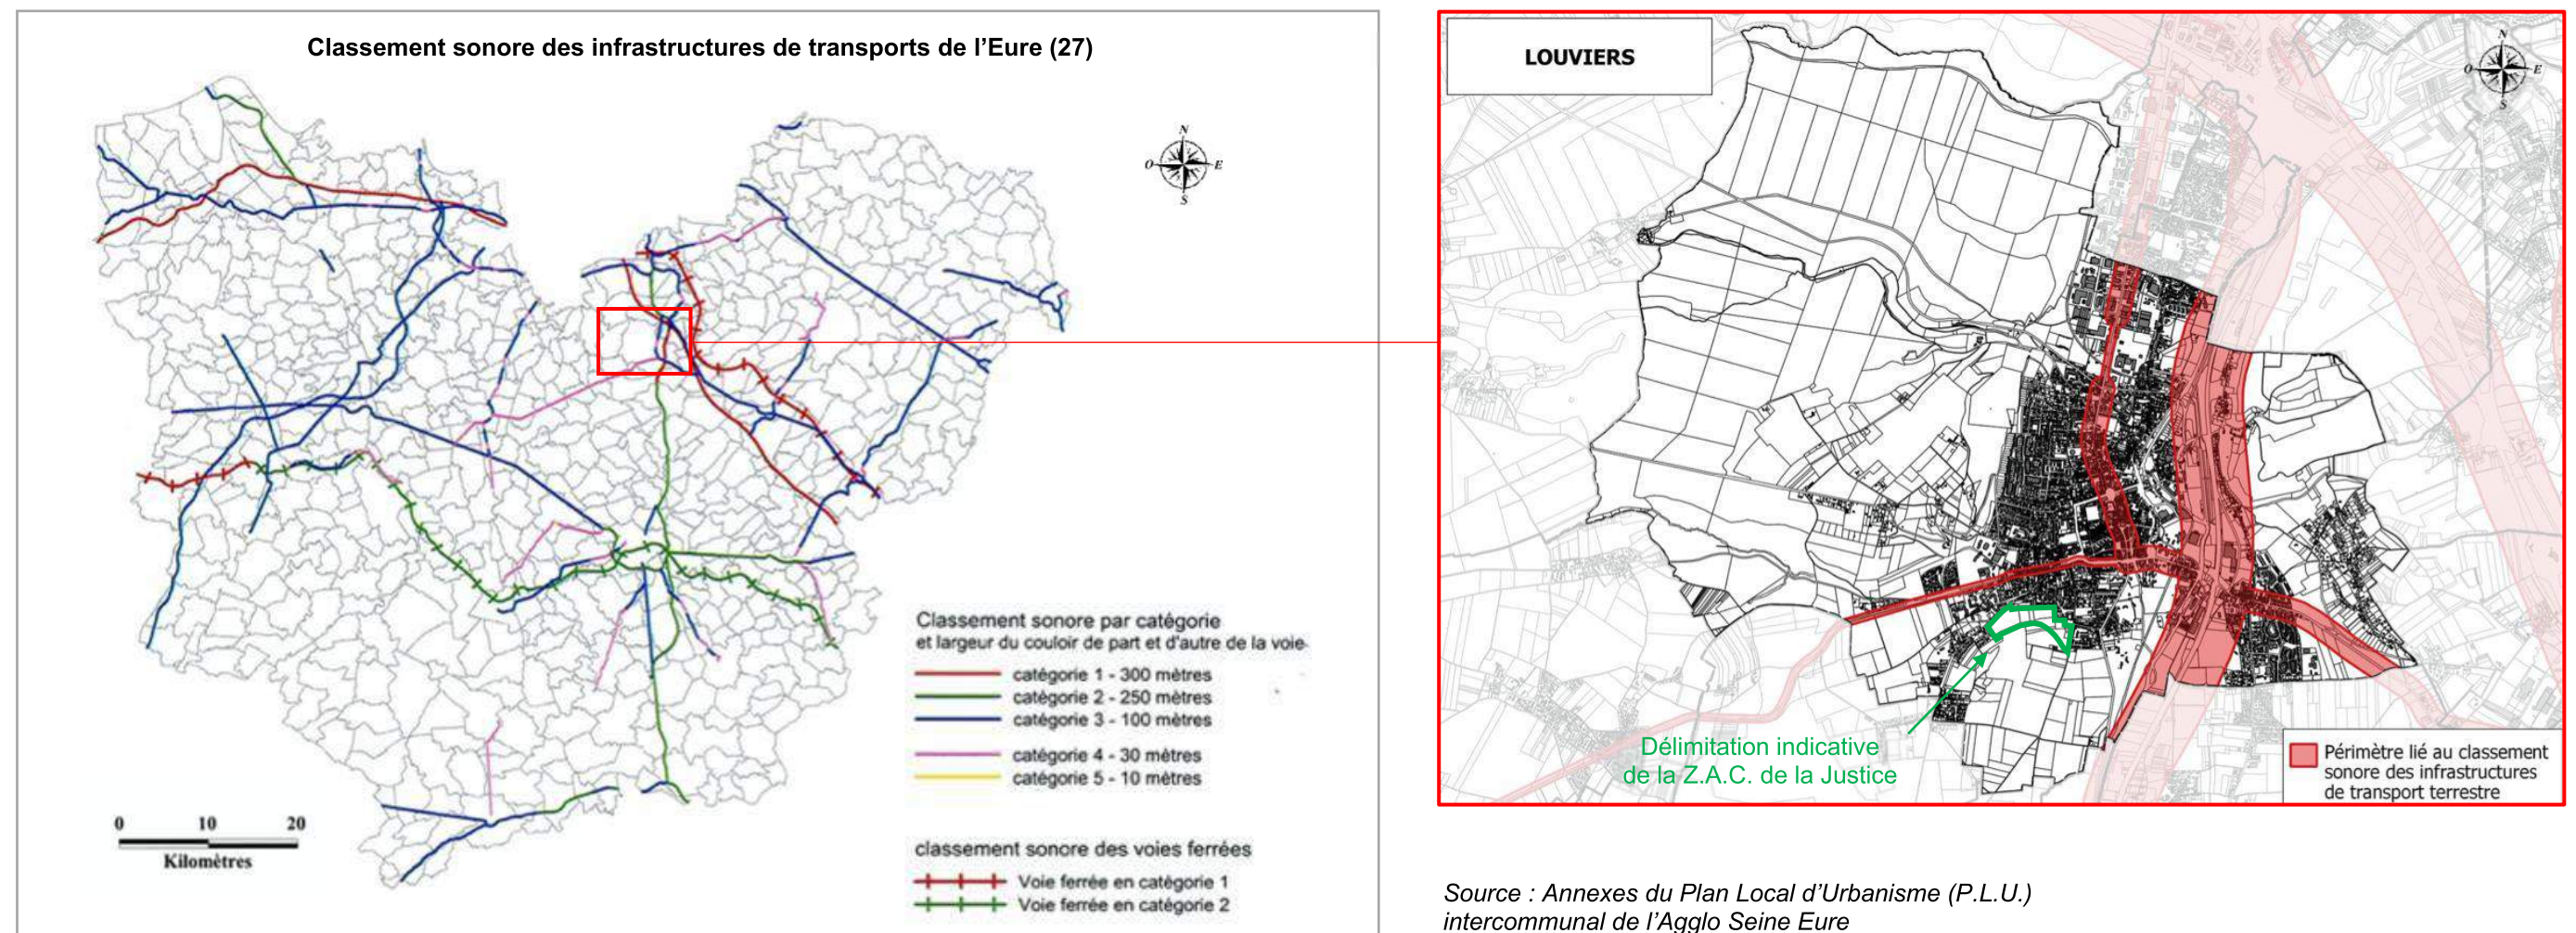 Classement sonore des infrastructures de transports de l’Eure (27)
N
O
E
S
Classement sonore par catégorie
et largeur du couloir de part et d'autre de la voie
catégorie 1 - 300 mètres
catégorie 2 - 250 mètres
catégorie 3 - 100 mètres
catégorie 4 - 30 mètres
catégorie 5 - 10 mètres
0 10 20
Kilomètres
classement sonore des voies ferrées
Voie ferrée en catégorie 1
Voie ferrée en catégorie 2
LOUVIERS
N
O
E
S
Délimitation indicative
de la Z.A.C. de la Justice
Périmètre lié au classement
sonore des infrastructures
de transport terrestre
Source : Annexes du Plan Local d’Urbanisme (P.L.U.)
intercommunal de l’Agglo Seine Eure